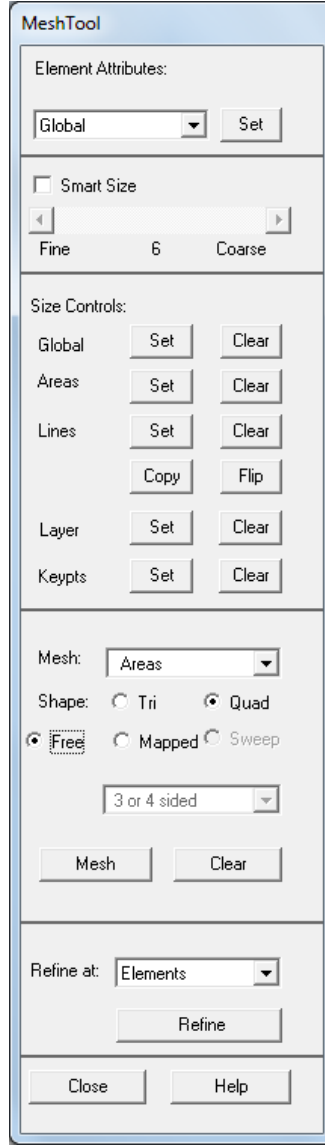 MeshTool
Element Attributes:
Global Set
Smart Size
Fine 6 Coarse
Size Controls:
Global Set Clear
Areas Set Clear
Lines Set Clear
Copy Flip
Layer Set Clear
Keypts Set Clear
Mesh: Areas
Shape: Tri Quad
Free Mapped Sweep
3 or 4 sided
Mesh Clear
Refine at: Elements
Refine
Close Help